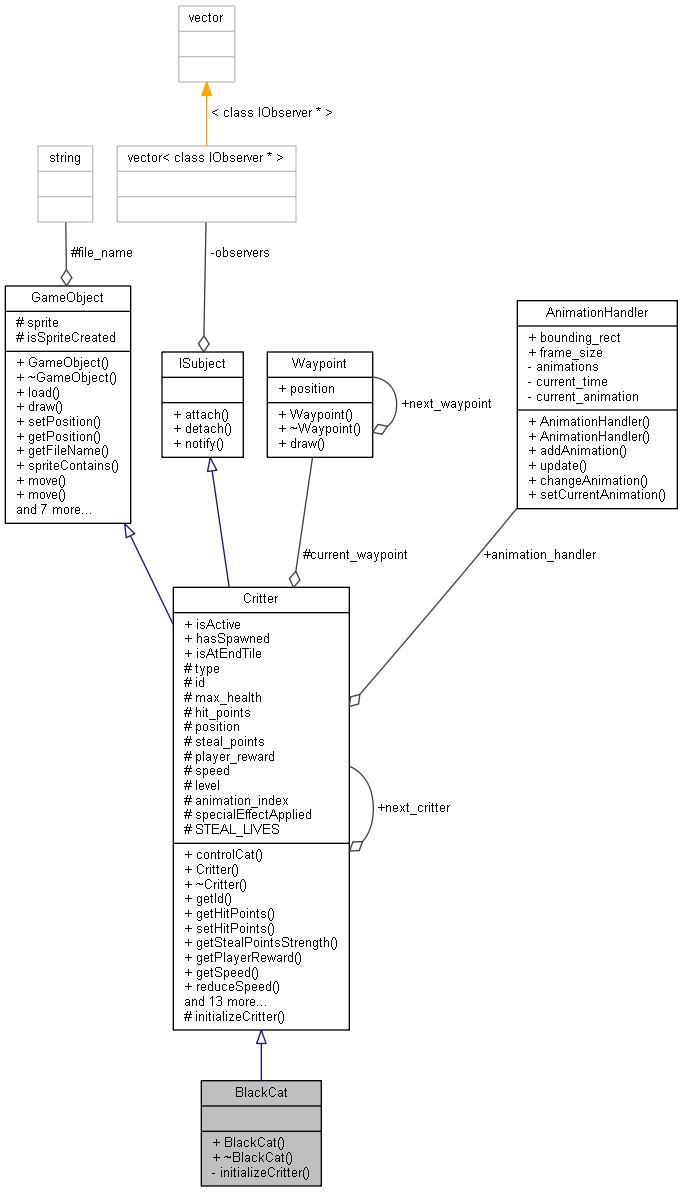 vector
< class IObserver * >
string
vector< class IObserver * >
#file_name
-observers
GameObject
# sprite
# isSpriteCreated
+ GameObject()
+ ~GameObject()
+ load()
+ draw()
+ setPosition()
+ getPosition()
+ getFileName()
+ spriteContains()
+ move()
+ move()
and 7 more...
ISubject
+ attach()
+ detach()
+ notify()
Waypoint
+ position
+ Waypoint()
+ ~Waypoint()
+ draw()
+next_waypoint
AnimationHandler
+ bounding_rect
+ frame_size
- animations
- current_time
- current_animation
+ AnimationHandler()
+ AnimationHandler()
+ addAnimation()
+ update()
+ changeAnimation()
+ setCurrentAnimation()
#current_waypoint
+animation_handler
Critter
+ isActive
+ hasSpawned
+ isAtEndTile
# type
# id
# max_health
# hit_points
# position
# steal_points
# player_reward
# speed
# level
# animation_index
# specialEffectApplied
# STEAL_LIVES
+ controlCat()
+ Critter()
+ ~Critter()
+ getId()
+ getHitPoints()
+ setHitPoints()
+ getStealPointsStrength()
+ getPlayerReward()
+ getSpeed()
+ reduceSpeed()
and 13 more...
# initializeCritter()
+next_critter
BlackCat
+ BlackCat()
+ ~BlackCat()
- initializeCritter()